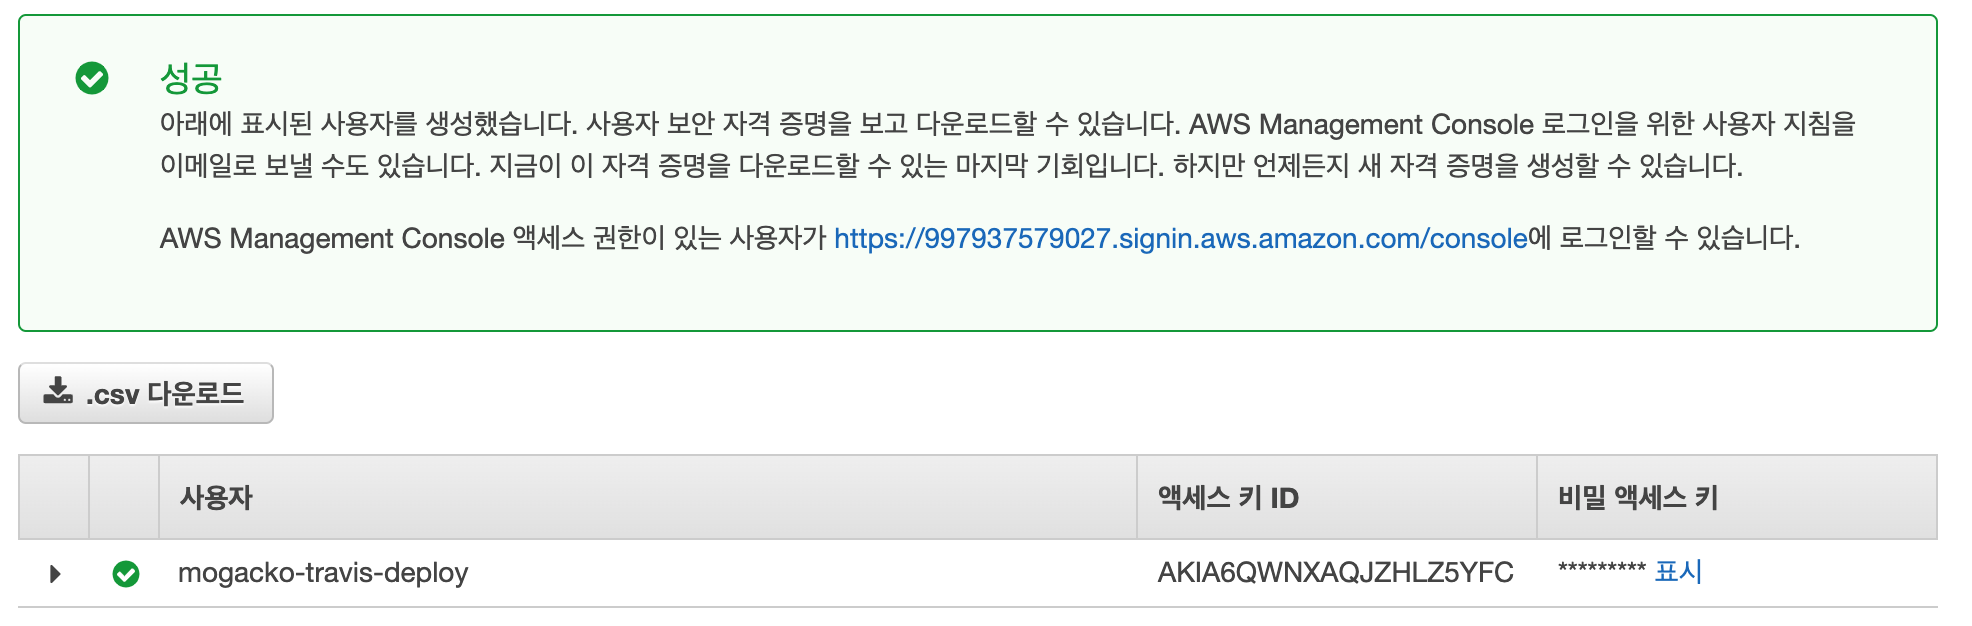 성공
아래에 표시된 사용자를 생성했습니다. 사용자 보안 자격 증명을 보고 다운로드할 수 있습니다. AWS Management Console 로그인을 위한 사용자 지침을
이메일로 보낼 수도 있습니다. 지금이 이 자격 증명을 다운로드할 수 있는 마지막 기회입니다. 하지만 언제든지 새 자격 증명을 생성할 수 있습니다.
AWS Management Console 액세스 권한이 있는 사용자가 https://997937579027.signin.aws.amazon.com/console에 로그인할 수 있습니다.
.csv 다운로드
사용자 액세스 키 ID 비밀 액세스 키
mogacko-travis-deploy AKIA6QWNXAQJZHLZ5YFC ********* 표시